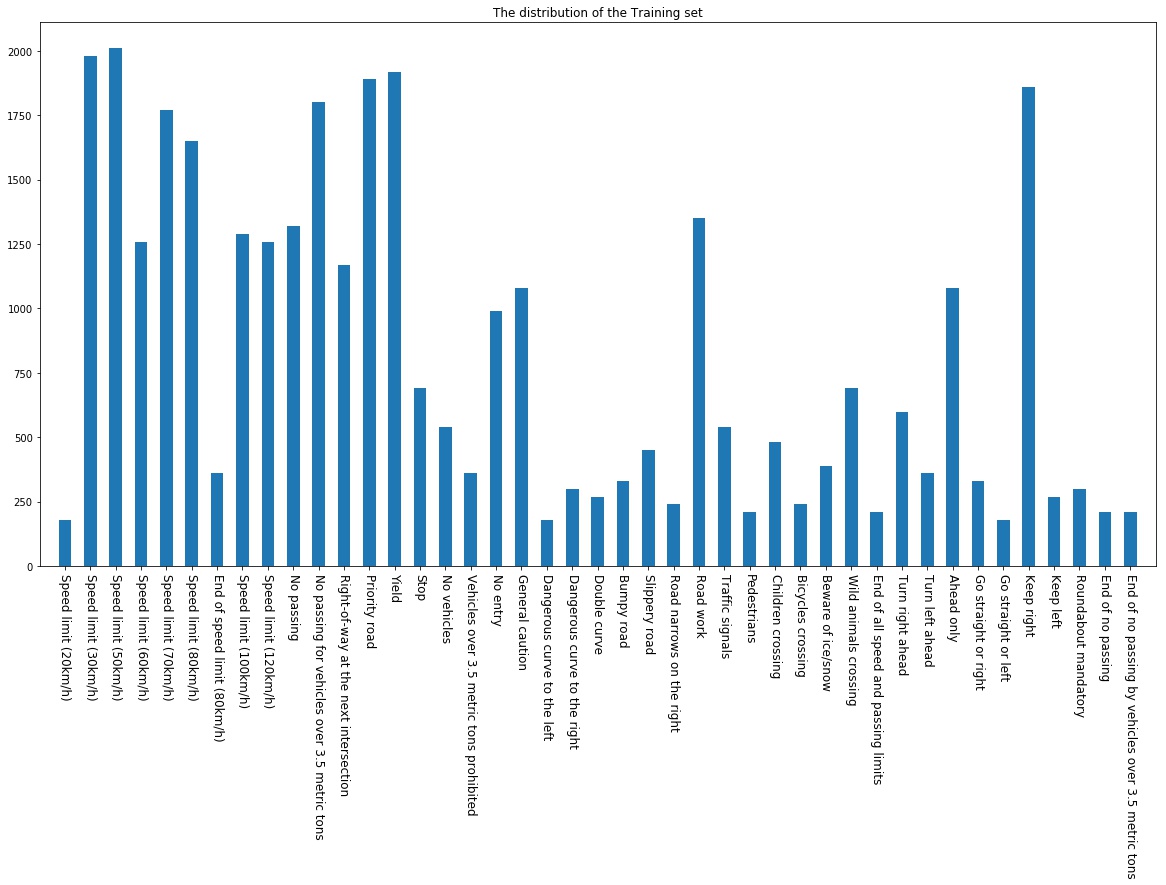 The distribution of the Training set
2000
1750
1500
1250
1000
750
500
250
0
Speed limit (20km/h)
Speed limit (30km/h)
Speed limit (50km/h)
Speed limit (60km/h)
Speed limit (70km/h)
Speed limit (80km/h)
End of speed limit (80km/h)
Speed limit (100km/h)
Speed limit (120km/h)
No passing
No passing for vehicles over 3.5 metric tons
Right-of-way at the next intersection
Priority road
Yield
Stop
No vehicles
Vehicles over 3.5 metric tons prohibited
No entry
General caution
Dangerous curve to the left
Dangerous curve to the right
Double curve
Bumpy road
Slippery road
Road narrows on the right
Road work
Traffic signals
Pedestrians
Children crossing
Bicycles crossing
Beware of ice/snow
Wild animals crossing
End of all speed and passing limits
Turn right ahead
Turn left ahead
Ahead only
Go straight or right
Go straight or left
Keep right
Keep left
Roundabout mandatory
End of no passing
End of no passing by vehicles over 3.5 metric tons